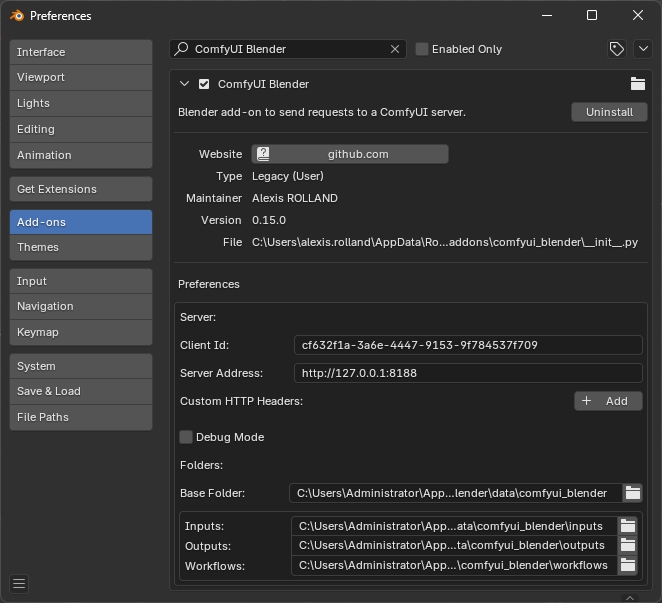 Preferences
Interface
Viewport
Lights
Editing
Animation
Get Extensions
Add-ons
Themes
Input
Navigation
Keymap
System
Save & Load
File Paths
ComfyUI Blender
Enabled Only
ComfyUI Blender
Blender add-on to send requests to a ComfyUI server.
Uninstall
Website github.com
Type Legacy (User)
Maintainer Alexis ROLLAND
Version 0.15.0
File C:\Users\alexis.rolland\AppData\Ro...addons\comfyui_blender\__init__.py
Preferences
Server:
Client Id: cf632f1a-3a6e-4447-9153-9f784537f709
Server Address: http://127.0.0.1:8188
Custom HTTP Headers: + Add
Debug Mode
Folders:
Base Folder: C:\Users\Administrator\App...lender\data\comfyui_blender
Inputs: C:\Users\Administrator\App...ata\comfyui_blender\inputs
Outputs: C:\Users\Administrator\App...ta\comfyui_blender\outputs
Workflows: C:\Users\Administrator\App...\comfyui_blender\workflows